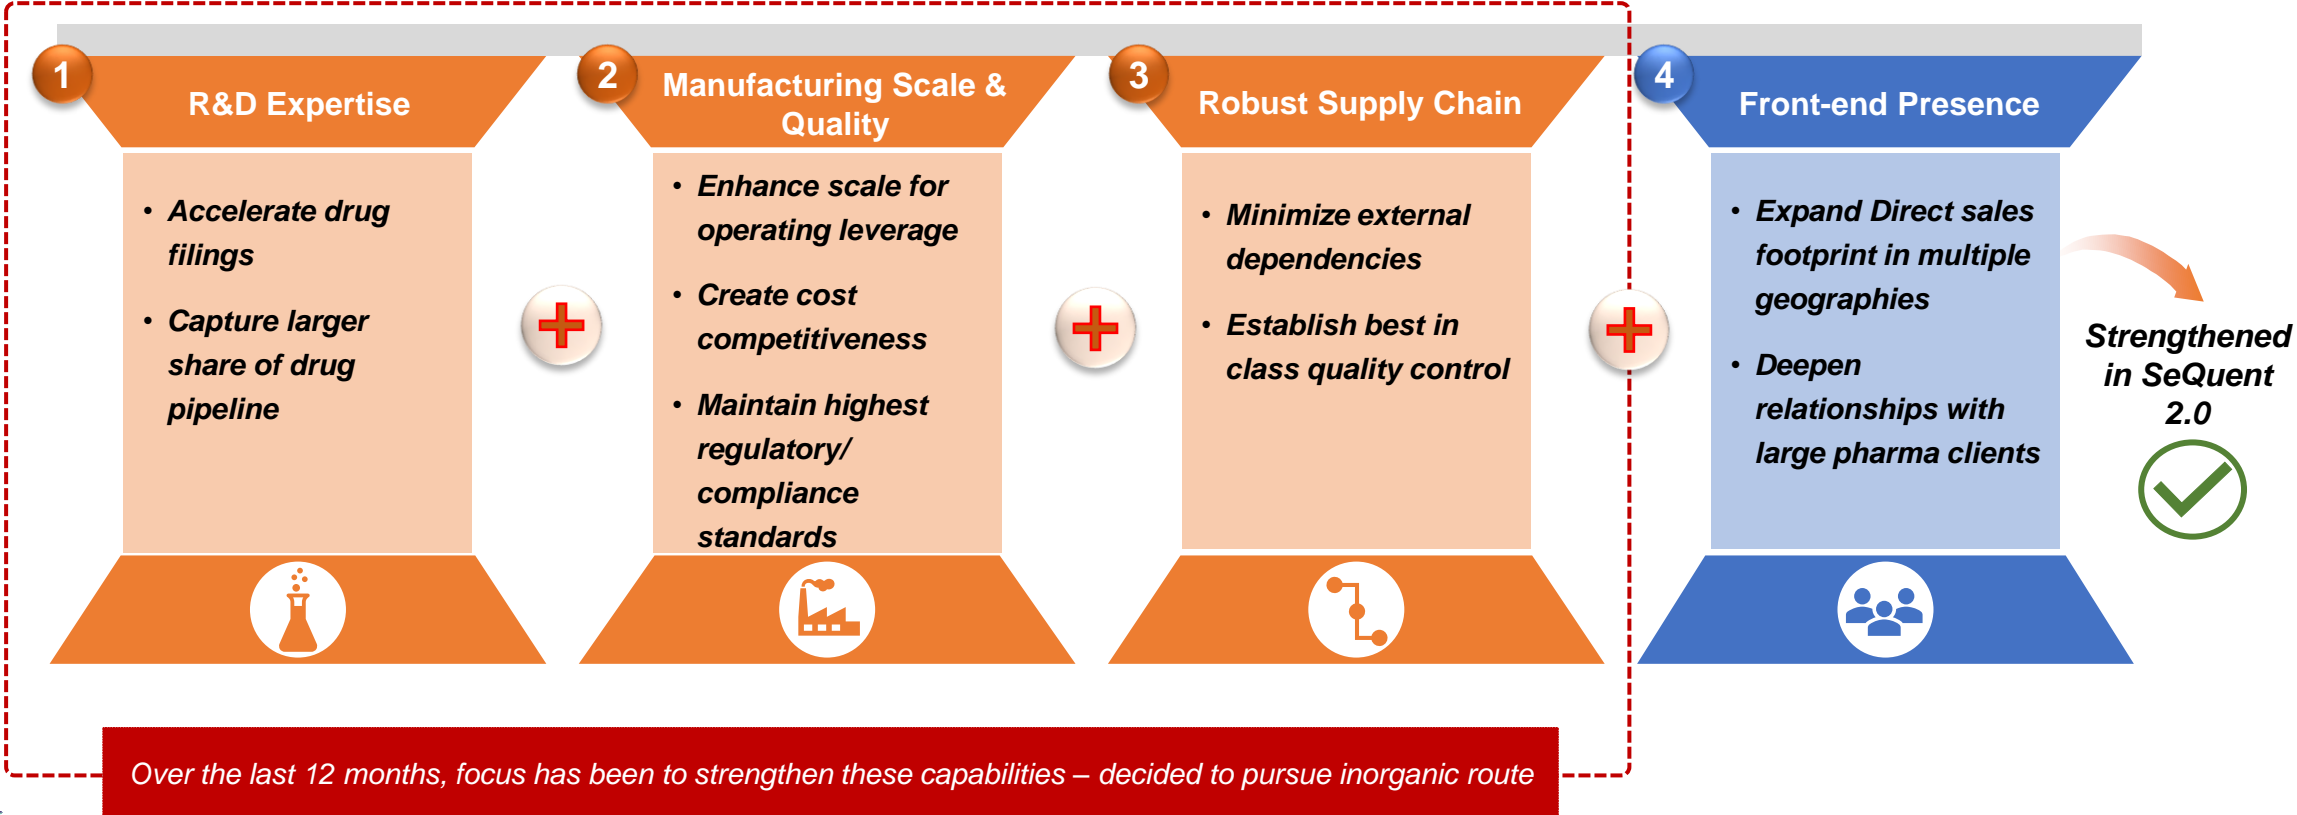 1
R&D Expertise
• Accelerate drug
filings
• Capture larger
share of drug
pipeline
2
Manufacturing Scale &
Quality
• Enhance scale for
operating leverage
• Create cost
competitiveness
• Maintain highest
regulatory/
compliance
standards
3
Robust Supply Chain
• Minimize external
dependencies
• Establish best in
class quality control
4
Front-end Presence
• Expand Direct sales
footprint in multiple
geographies
• Deepen
relationships with
large pharma clients
Strengthened
in SeQuent
2.0
Over the last 12 months, focus has been to strengthen these capabilities – decided to pursue inorganic route